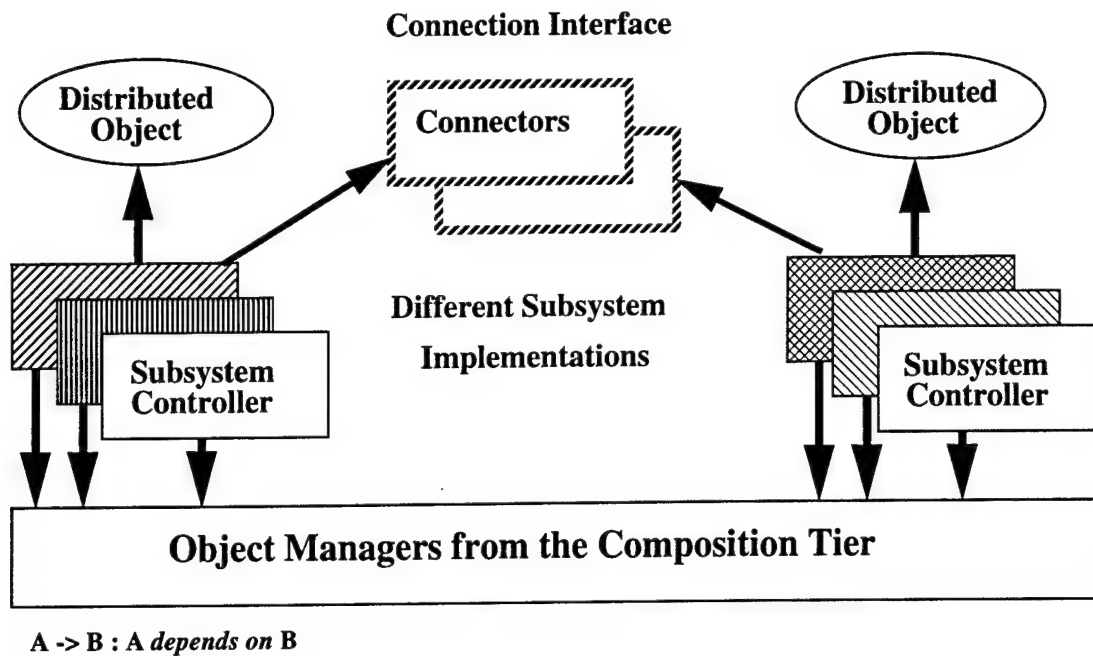 Connection Interface
Distributed
Object
Connectors
Distributed
Object
Different Subsystem
Implementations
Subsystem
Controller
Subsystem
Controller
Object Managers from the Composition Tier
A -> B : A depends on B